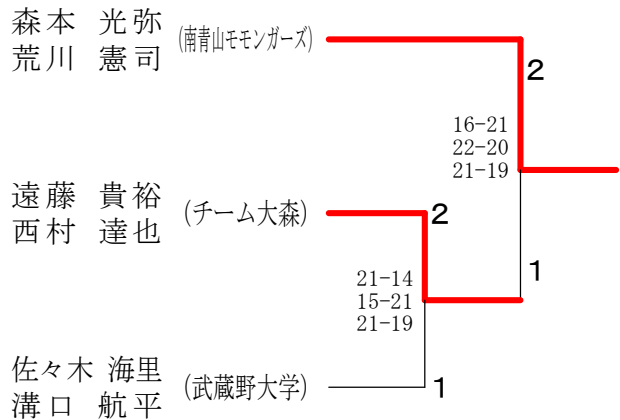 森本 光弥
荒川 憲司
(南青山モモンガーズ)
2
16-21
22-20
21-19
遠藤 貴裕
西村 達也
(チーム大森)
2
1
21-14
15-21
21-19
佐々木 海里
溝口 航平
(武蔵野大学)
1